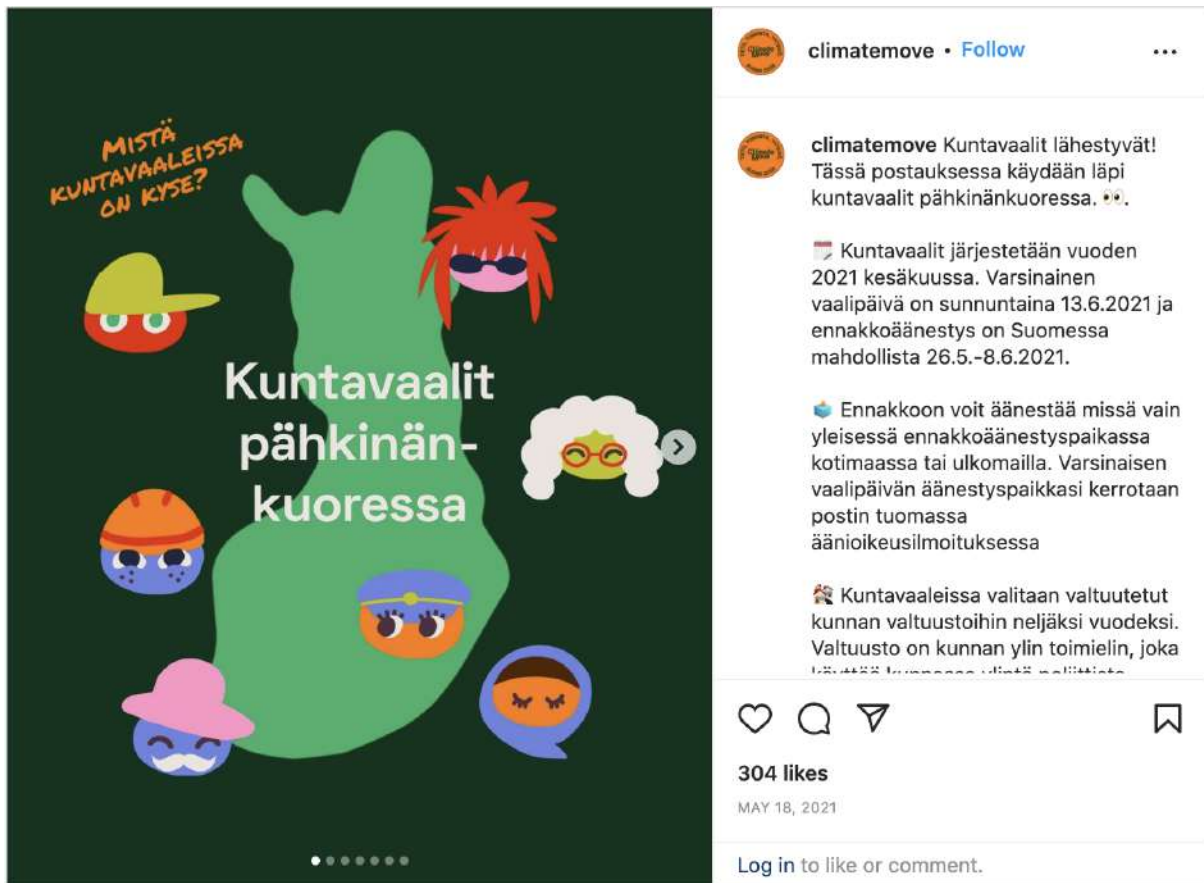 MISTÄ
KUNTAVAALEISSA
ON KYSE?
Kuntavaalit
pähkinän-
kuoressa
climatemove • Follow
climatemove Kuntavaalit lähestyvät!
Tässä postauksessa käydään läpi
kuntavaalit pähkinänkuoressa. 👀.
🗓️ Kuntavaalit järjestetään vuoden
2021 kesäkuussa. Varsinainen
vaalipäivä on sunnuntaina 13.6.2021 ja
ennakkoäänestys on Suomessa
mahdollista 26.5.-8.6.2021.
🗳️ Ennakkoon voit äänestää missä vain
yleisessä ennakkoäänestyspaikassa
kotimaassa tai ulkomailla. Varsinaisen
vaalipäivän äänestyspaikkasi kerrotaan
postin tuomassa
äänioikeusilmoituksessa
🏘️ Kuntavaaleissa valitaan valtuutetut
kunnan valtuustoihin neljäksi vuodeksi.
Valtuusto on kunnan ylin toimielin, joka
304 likes
MAY 18, 2021
Log in to like or comment.